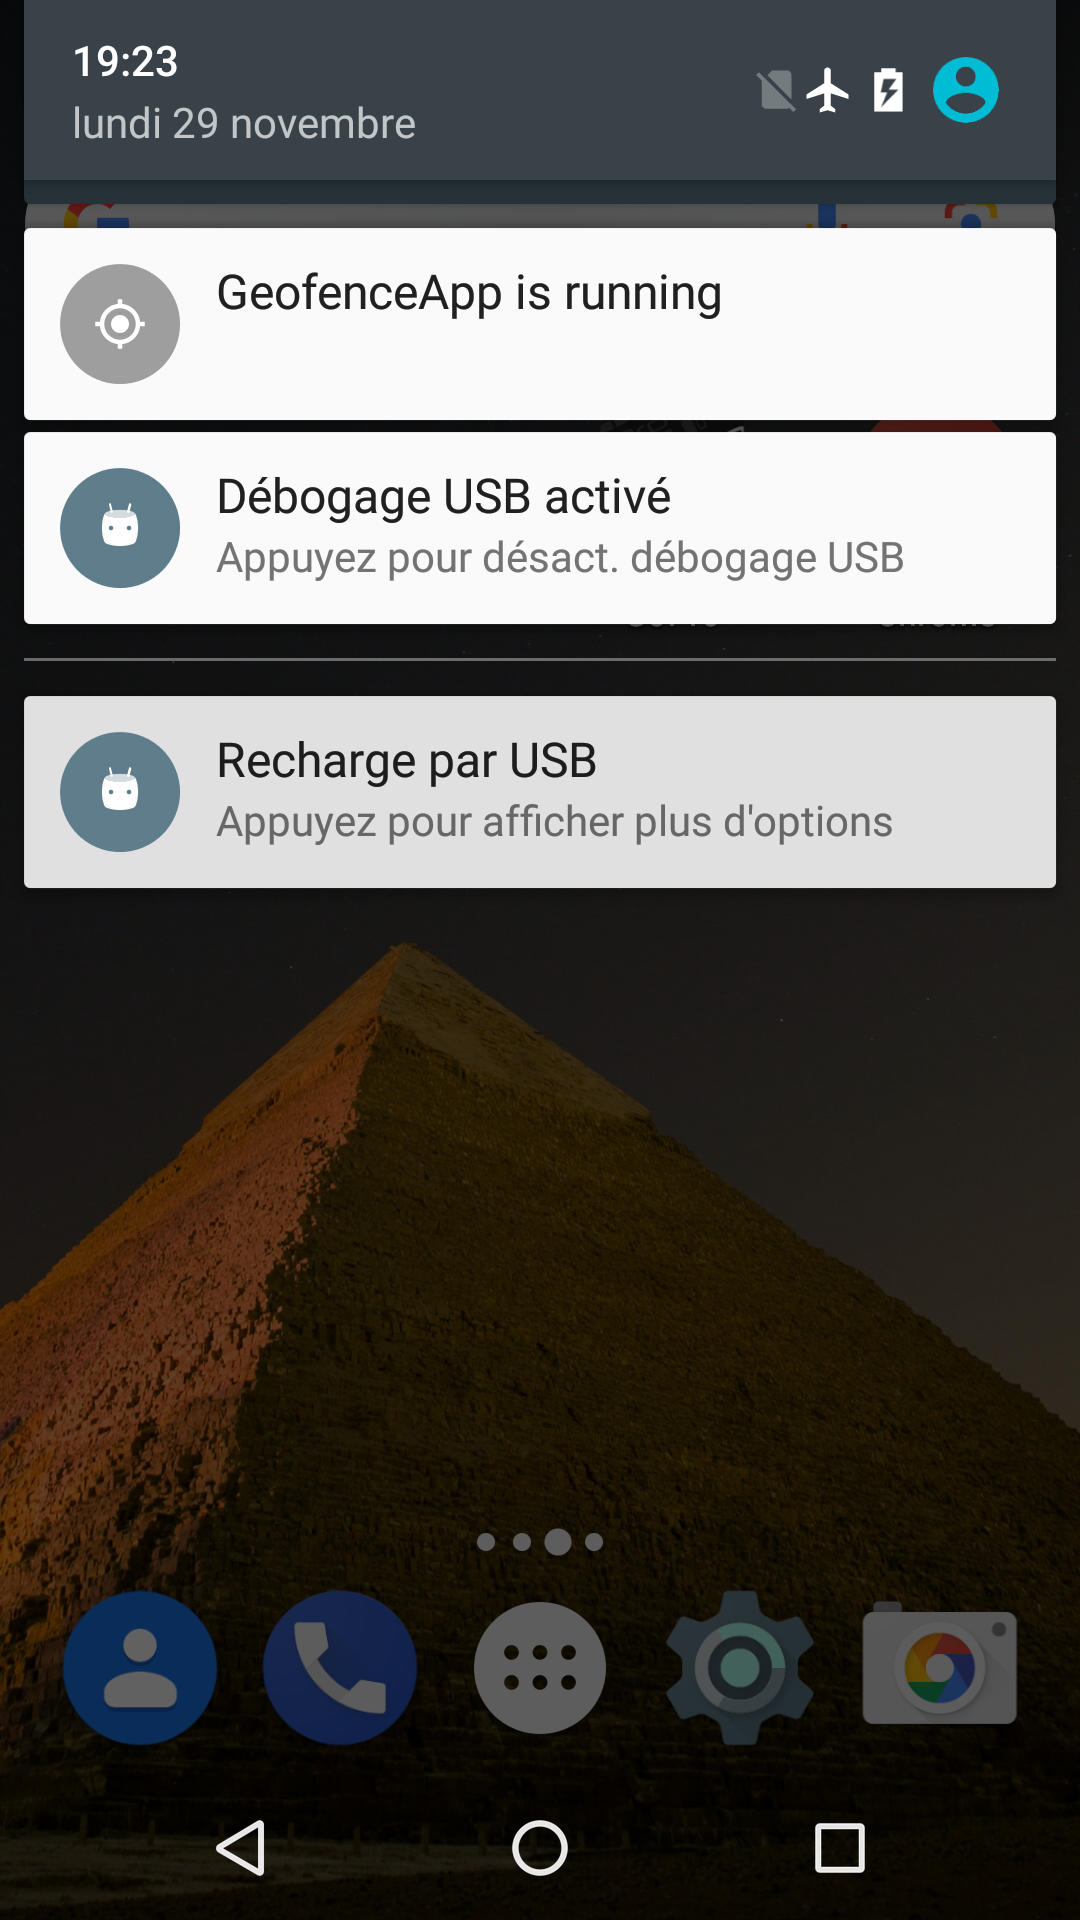 19:23
lundi 29 novembre
GeofenceApp is running
Débogage USB activé
Appuyez pour désact. débogage USB
Recharge par USB
Appuyez pour afficher plus d'options